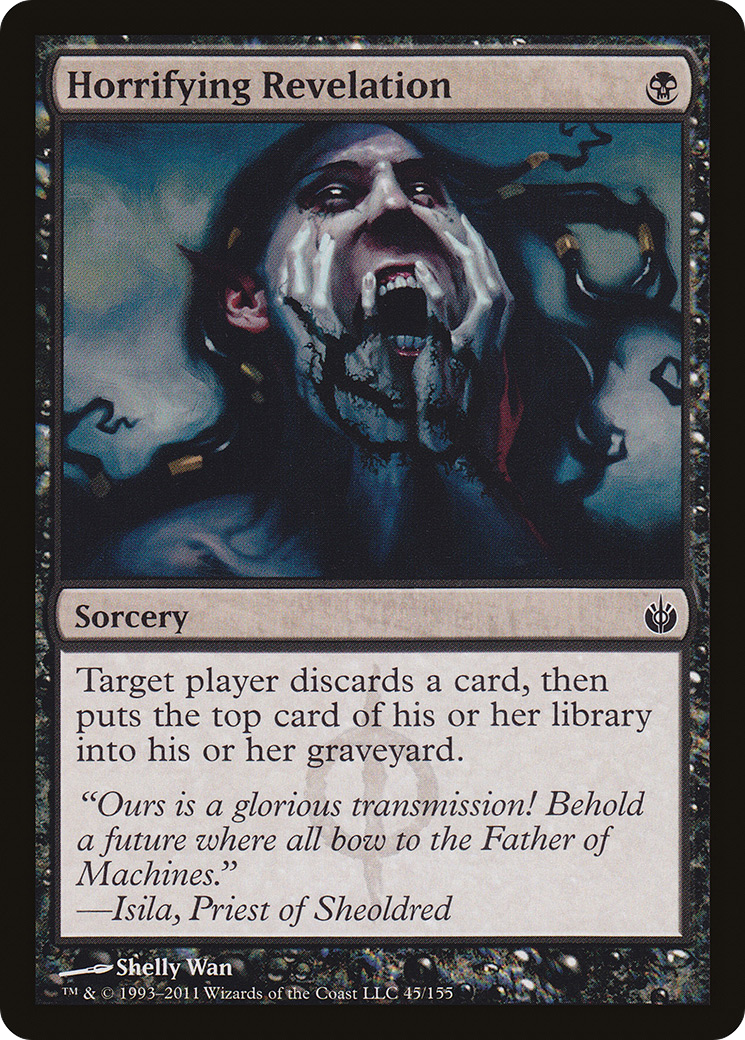 Horrifying Revelation
Sorcery
Target player discards a card, then
puts the top card of his or her library
into his or her graveyard.
“Ours is a glorious transmission! Behold
a future where all bow to the Father of
Machines.”
—Isila, Priest of Sheoldred
Shelly Wan
™ & © 1993–2011 Wizards of the Coast LLC 45/155